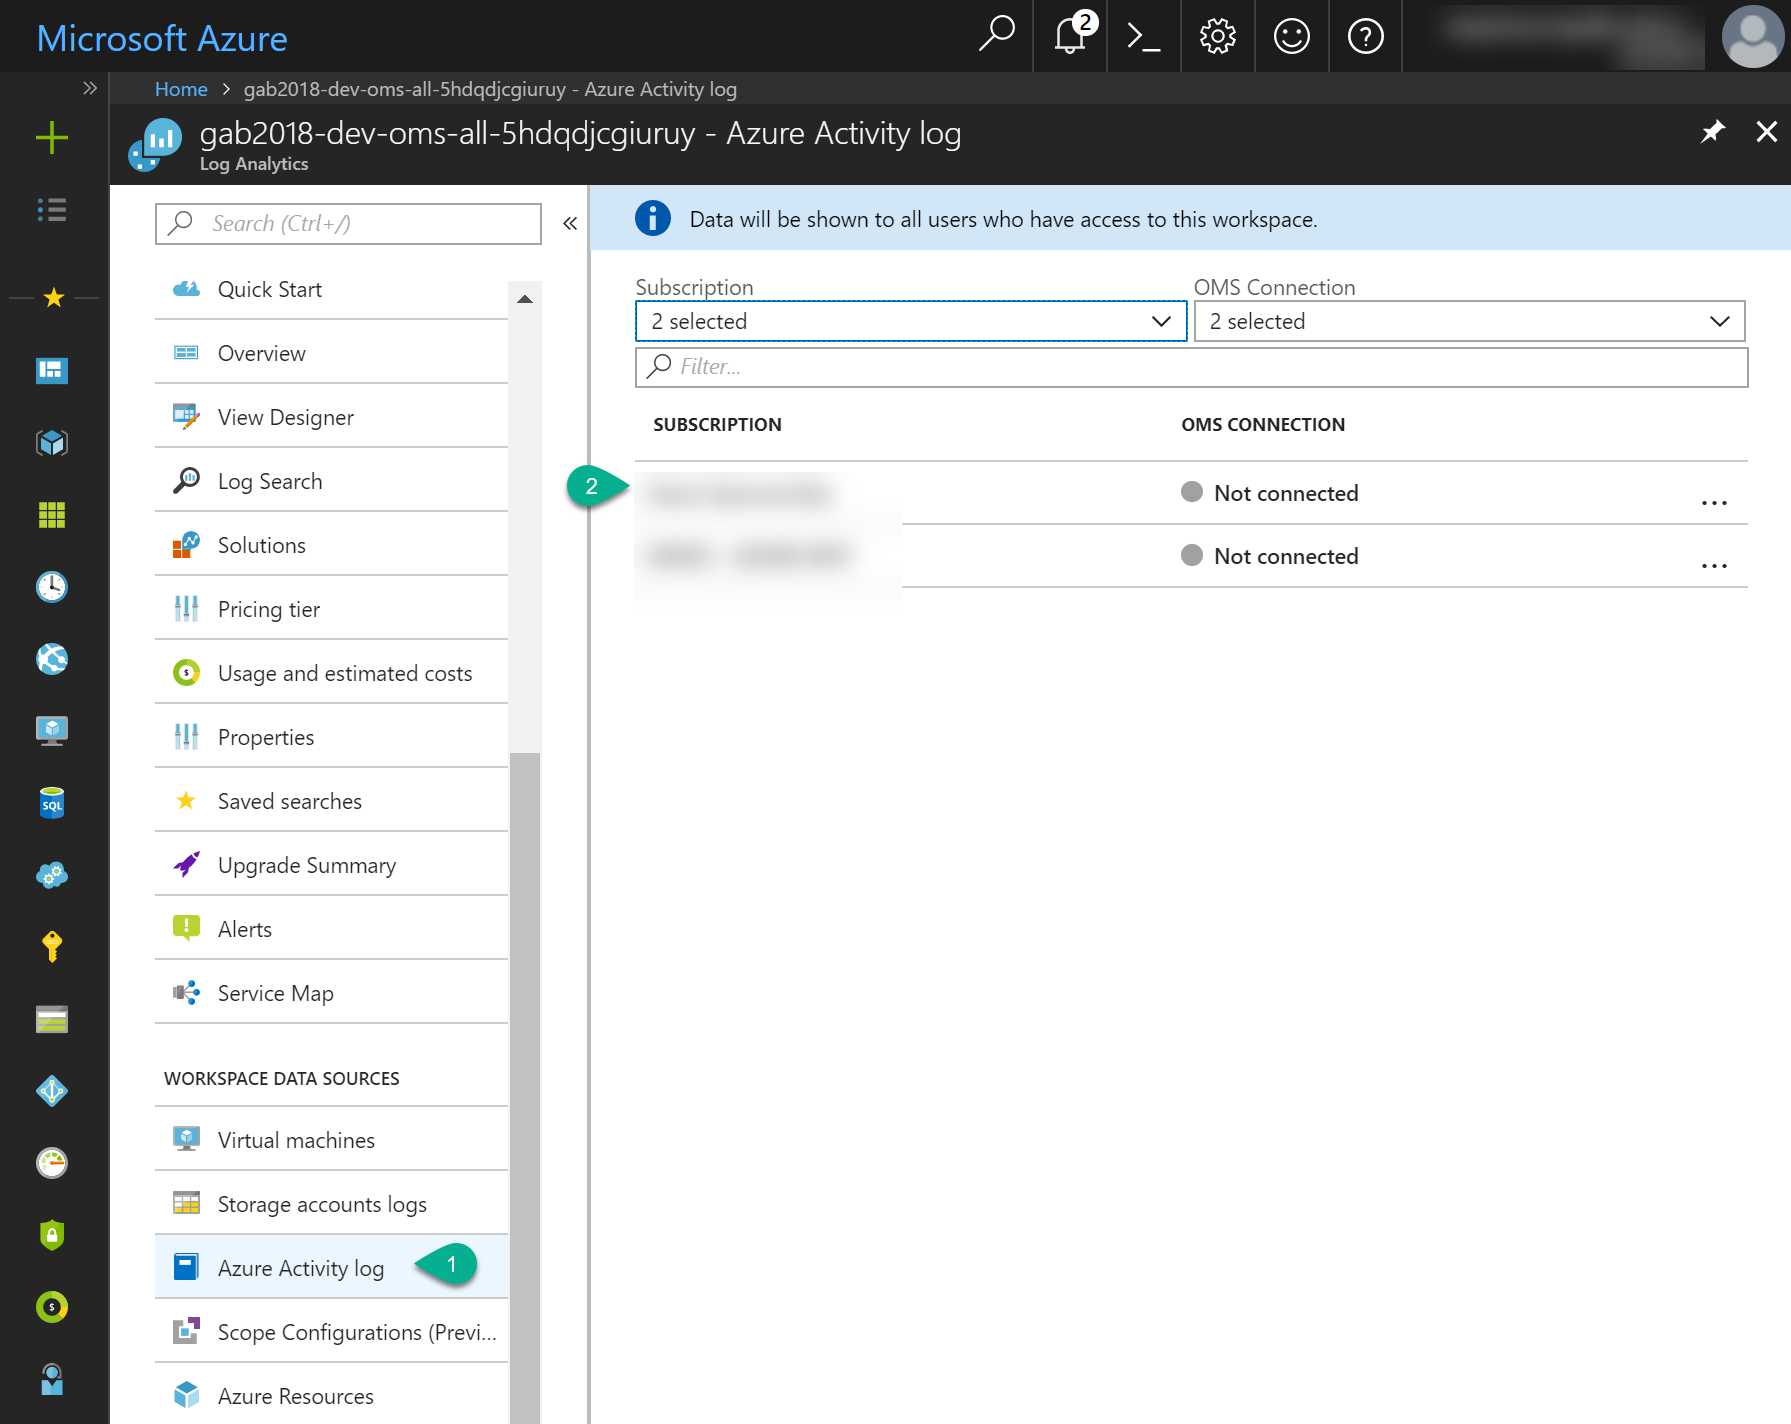 Microsoft Azure
2
Home > gab2018-dev-oms-all-5hdqdjcgiuruy - Azure Activity log
gab2018-dev-oms-all-5hdqdjcgiuruy - Azure Activity log
Log Analytics
Search (Ctrl+/)
Quick Start
Overview
View Designer
Log Search
Solutions
Pricing tier
Usage and estimated costs
Properties
Saved searches
Upgrade Summary
Alerts
Service Map
WORKSPACE DATA SOURCES
Virtual machines
Storage accounts logs
Azure Activity log
1
Scope Configurations (Previ...
Azure Resources
SQL
Data will be shown to all users who have access to this workspace.
Subscription
OMS Connection
2 selected
2 selected
Filter...
SUBSCRIPTION
OMS CONNECTION
2
Not connected
...
Not connected
...